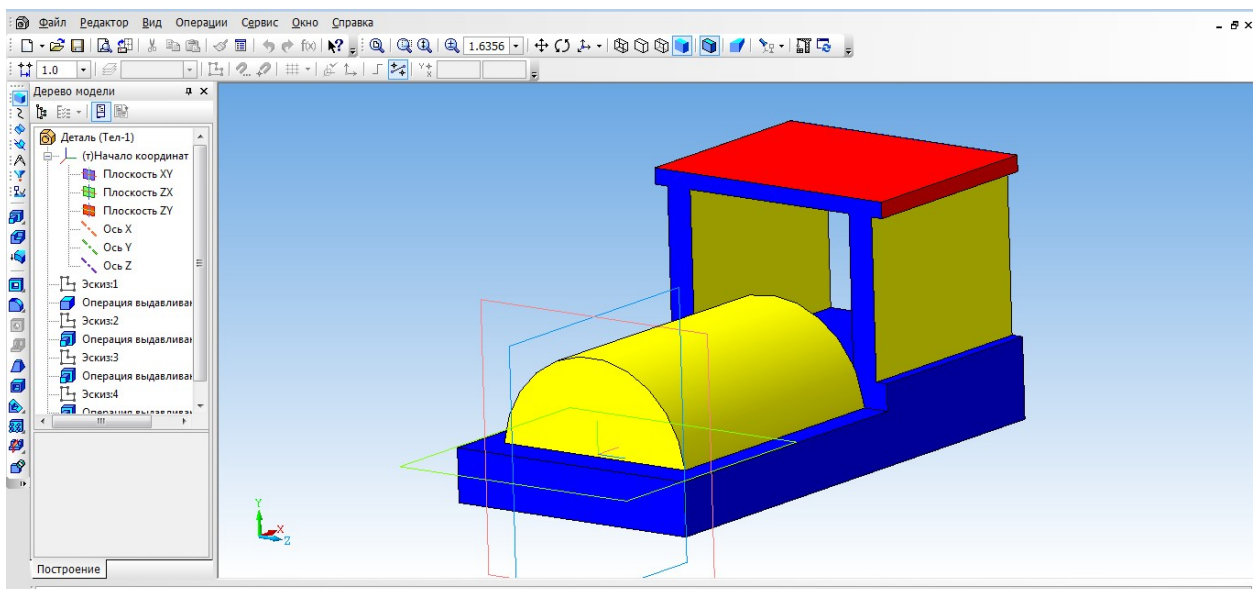 Файл Редактор Вид Операции Сервис Окно Справка
1.6356
1.0
Дерево модели
Деталь (Тел-1)
(т)Начало координат
Плоскость XY
Плоскость ZX
Плоскость ZY
Ось X
Ось Y
Ось Z
Эскиз:1
Операция выдавливан
Эскиз:2
Операция выдавливан
Эскиз:3
Операция выдавливан
Эскиз:4
Операция выдавливан
Y
X
Z
Построение